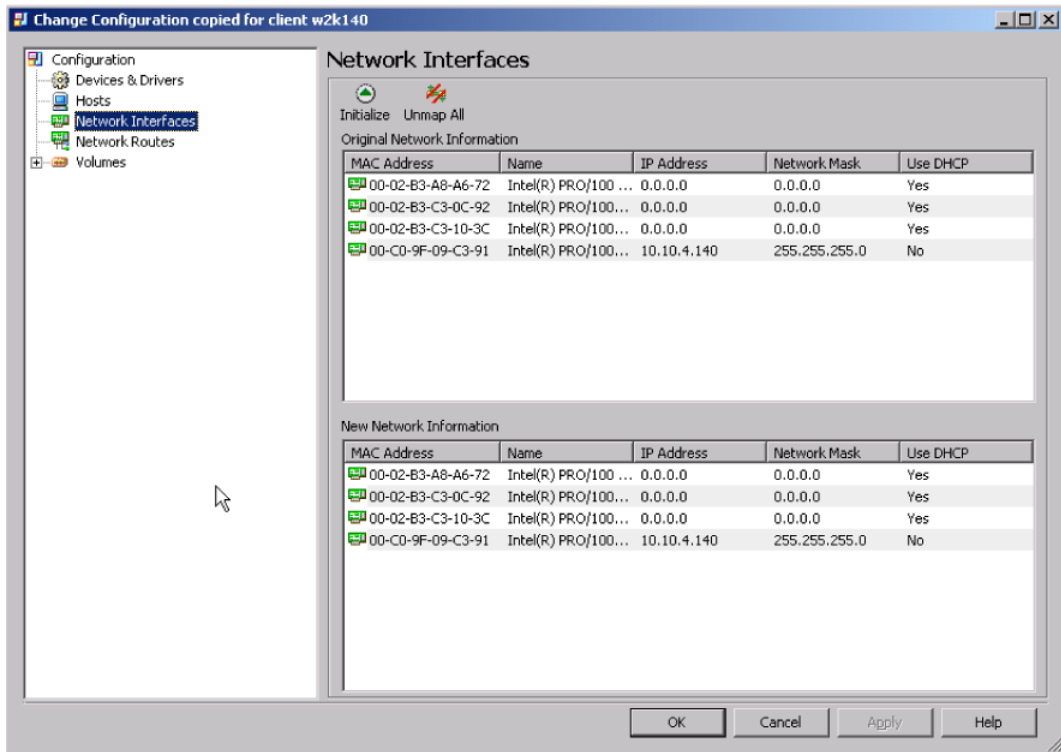 Change Configuration copied for client w2k140
Configuration
Devices & Drivers
Hosts
Network Interfaces
Network Routes
Volumes
Network Interfaces
Initialize Unmap All
Original Network Information
MAC Address Name IP Address Network Mask Use DHCP
00-02-B3-A8-A6-72 Intel(R) PRO/100 ... 0.0.0.0 0.0.0.0 Yes
00-02-B3-C3-0C-92 Intel(R) PRO/100... 0.0.0.0 0.0.0.0 Yes
00-02-B3-C3-10-3C Intel(R) PRO/100... 0.0.0.0 0.0.0.0 Yes
00-C0-9F-09-C3-91 Intel(R) PRO/100... 10.10.4.140 255.255.255.0 No
New Network Information
MAC Address Name IP Address Network Mask Use DHCP
00-02-B3-A8-A6-72 Intel(R) PRO/100 ... 0.0.0.0 0.0.0.0 Yes
00-02-B3-C3-0C-92 Intel(R) PRO/100... 0.0.0.0 0.0.0.0 Yes
00-02-B3-C3-10-3C Intel(R) PRO/100... 0.0.0.0 0.0.0.0 Yes
00-C0-9F-09-C3-91 Intel(R) PRO/100... 10.10.4.140 255.255.255.0 No
OK Cancel Apply Help